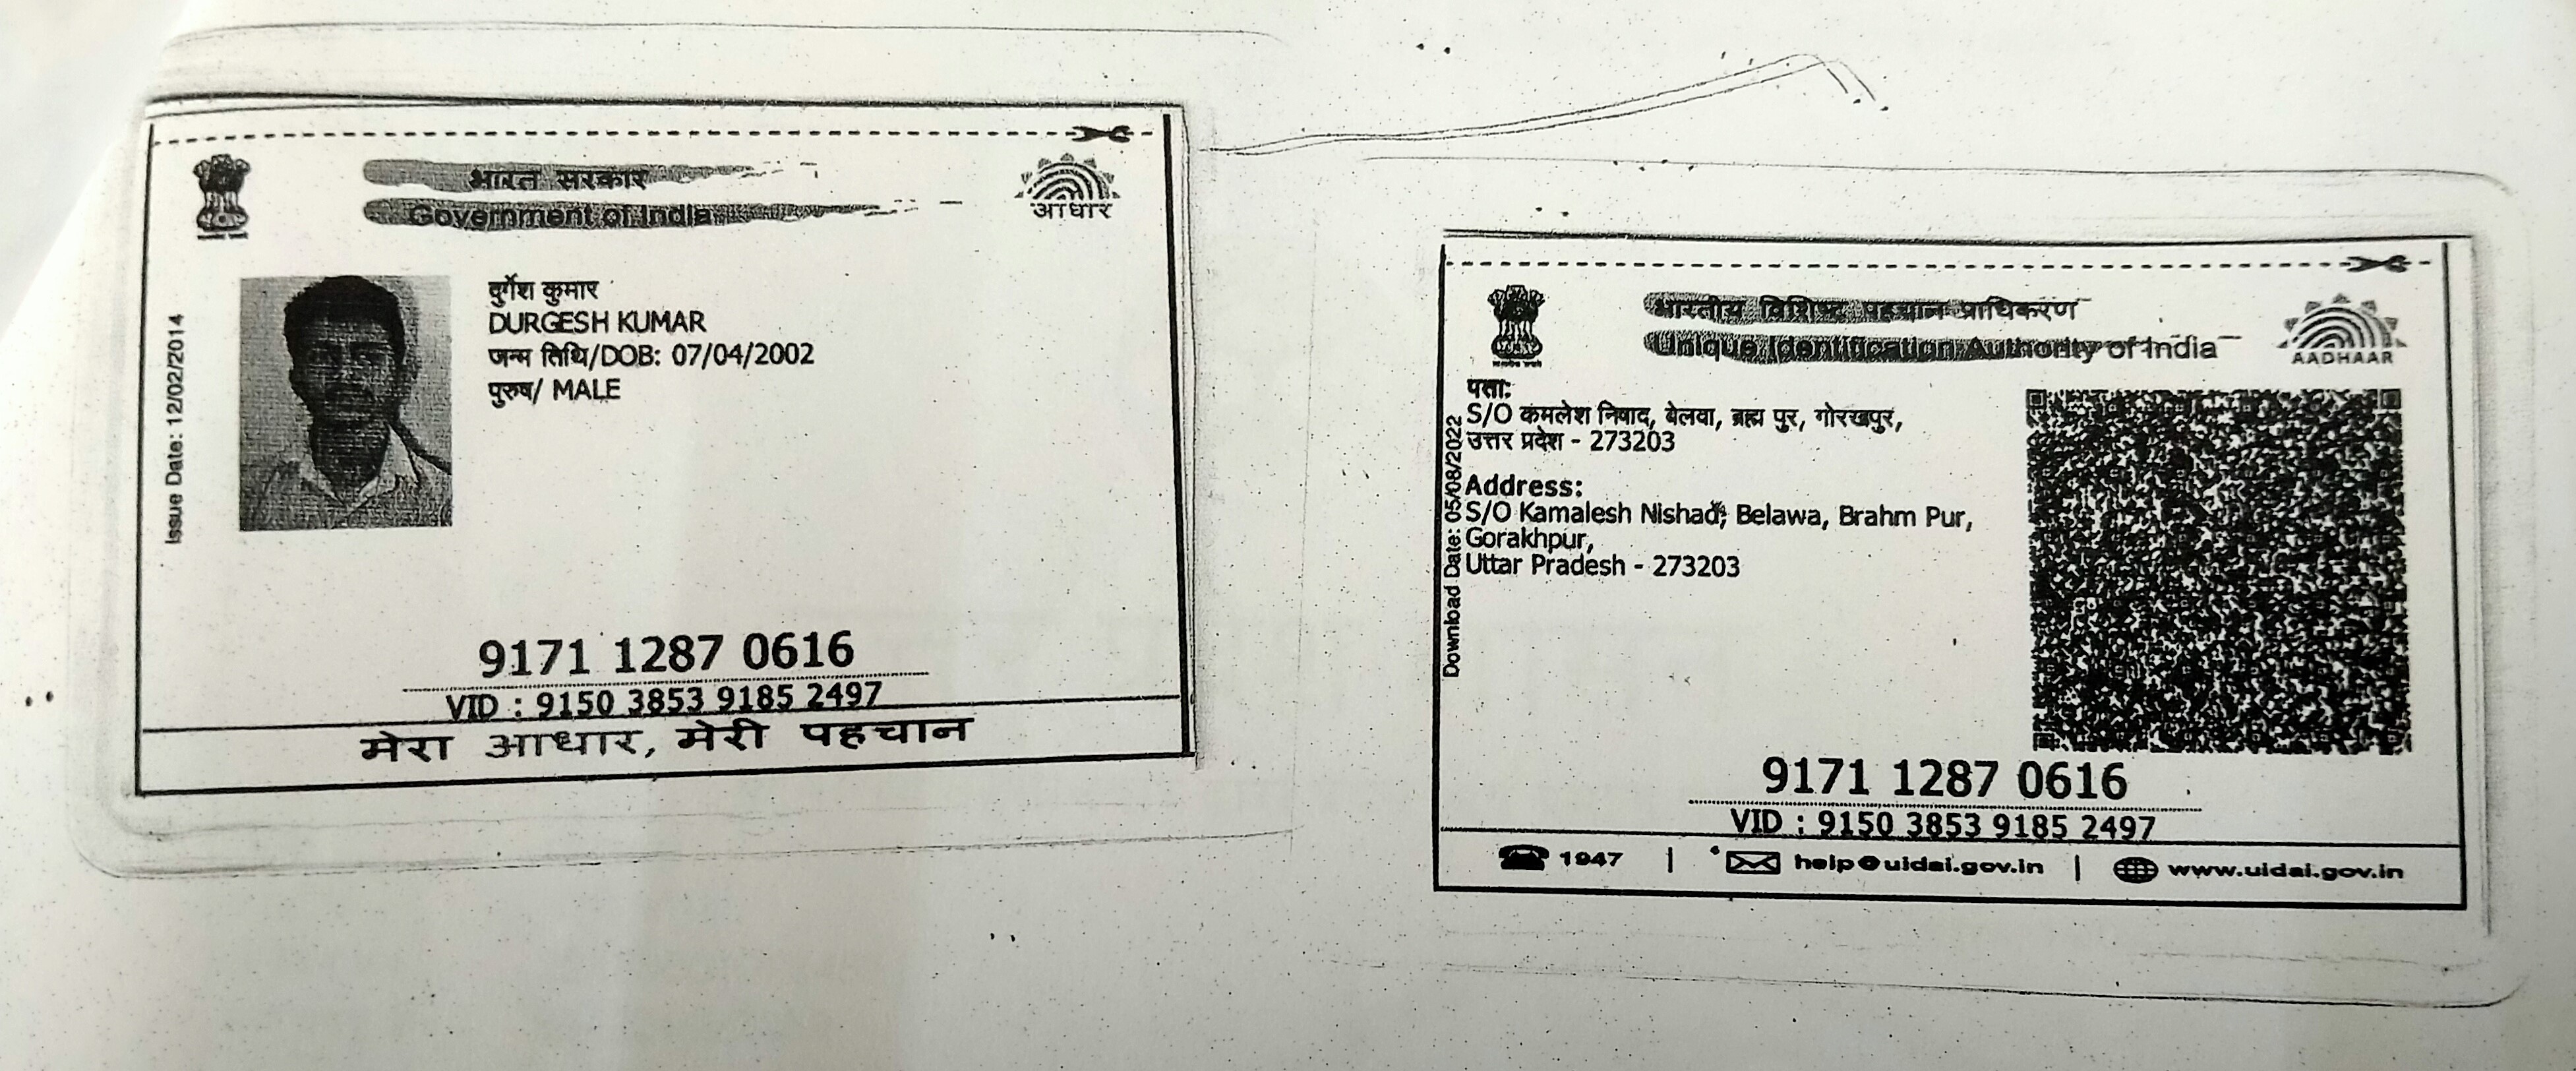 भारत सरकार
Government of India
आधार
Issue Date: 12/02/2014
दुर्गेश कुमार
DURGESH KUMAR
जन्म तिथि/DOB: 07/04/2002
पुरुष/ MALE
9171 1287 0616
VID : 9150 3853 9185 2497
मेरा आधार, मेरी पहचान
भारतीय विशिष्ट पहचान प्राधिकरण
Unique Identification Authority of India
AADHAAR
Download Date: 05/08/2022
पता:
S/O कमलेश निषाद, बेलवा, ब्रह्म पुर, गोरखपुर,
उत्तर प्रदेश - 273203
Address:
S/O Kamalesh Nishad, Belawa, Brahm Pur,
Gorakhpur,
Uttar Pradesh - 273203
9171 1287 0616
VID : 9150 3853 9185 2497
1947 | help@uidai.gov.in | www.uidai.gov.in